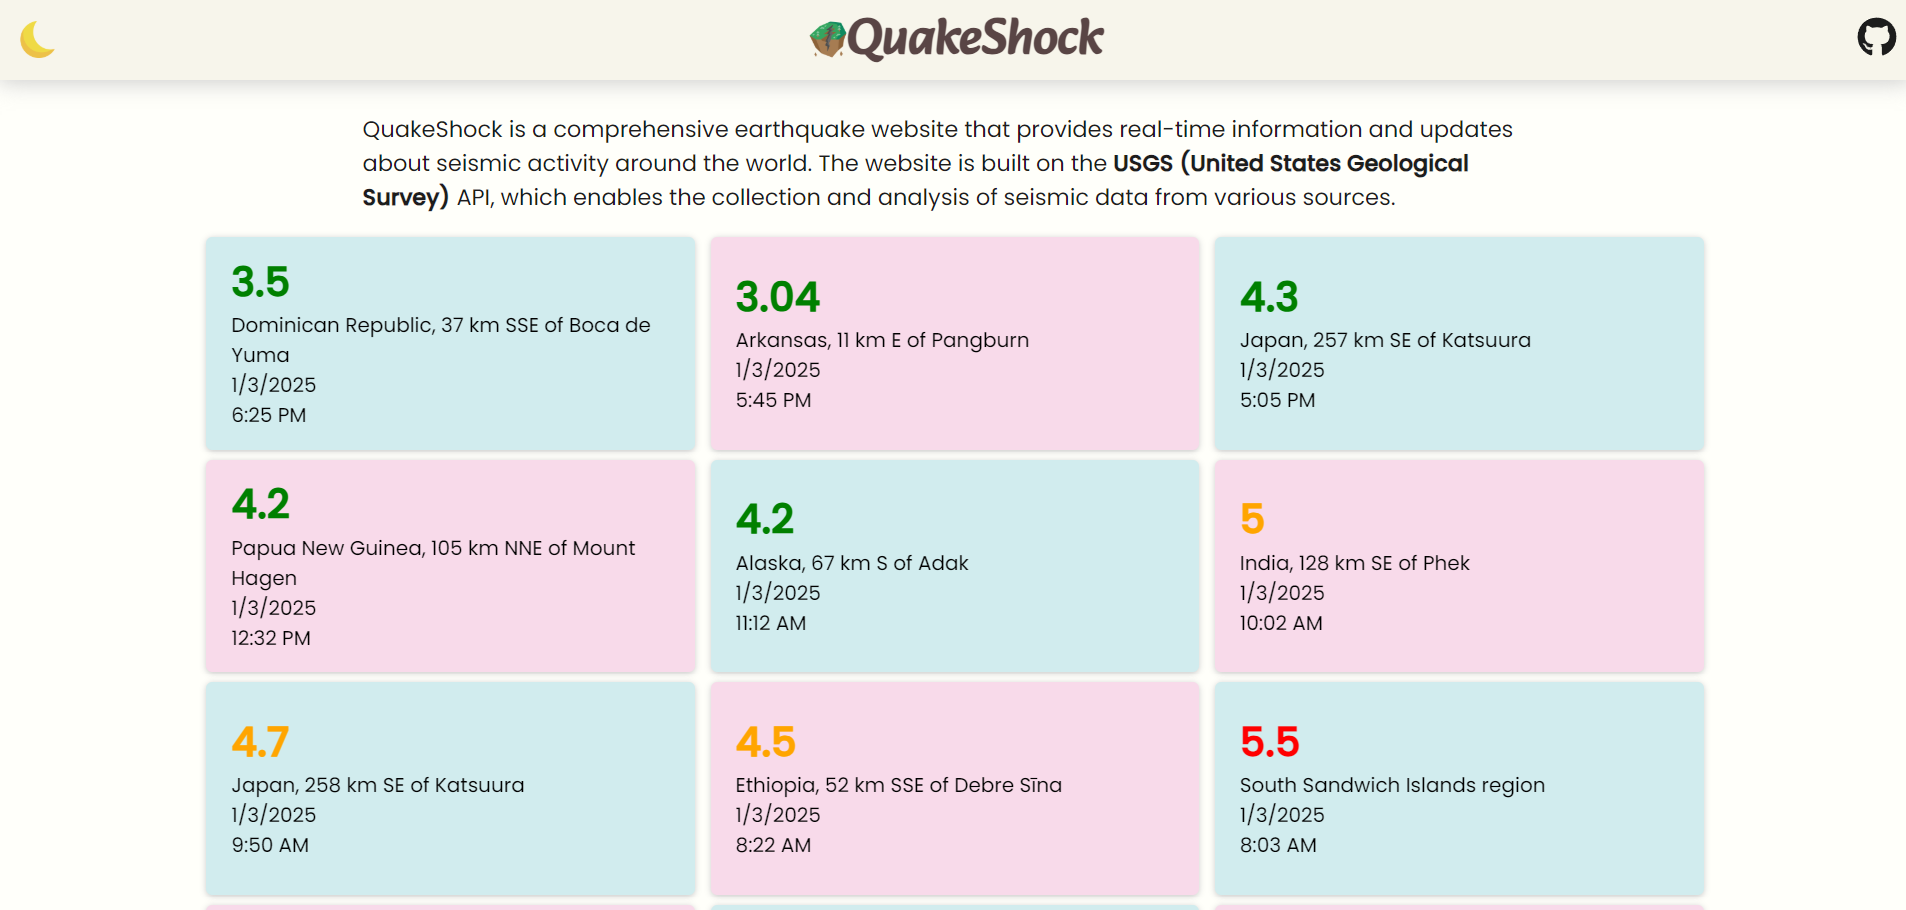 QuakeShock
QuakeShock is a comprehensive earthquake website that provides real-time information and updates
about seismic activity around the world. The website is built on the USGS (United States Geological
Survey) API, which enables the collection and analysis of seismic data from various sources.
3.5
Dominican Republic, 37 km SSE of Boca de
Yuma
1/3/2025
6:25 PM
3.04
Arkansas, 11 km E of Pangburn
1/3/2025
5:45 PM
4.3
Japan, 257 km SE of Katsuura
1/3/2025
5:05 PM
4.2
Papua New Guinea, 105 km NNE of Mount
Hagen
1/3/2025
12:32 PM
4.2
Alaska, 67 km S of Adak
1/3/2025
11:12 AM
5
India, 128 km SE of Phek
1/3/2025
10:02 AM
4.7
Japan, 258 km SE of Katsuura
1/3/2025
9:50 AM
4.5
Ethiopia, 52 km SSE of Debre Sīna
1/3/2025
8:22 AM
5.5
South Sandwich Islands region
1/3/2025
8:03 AM